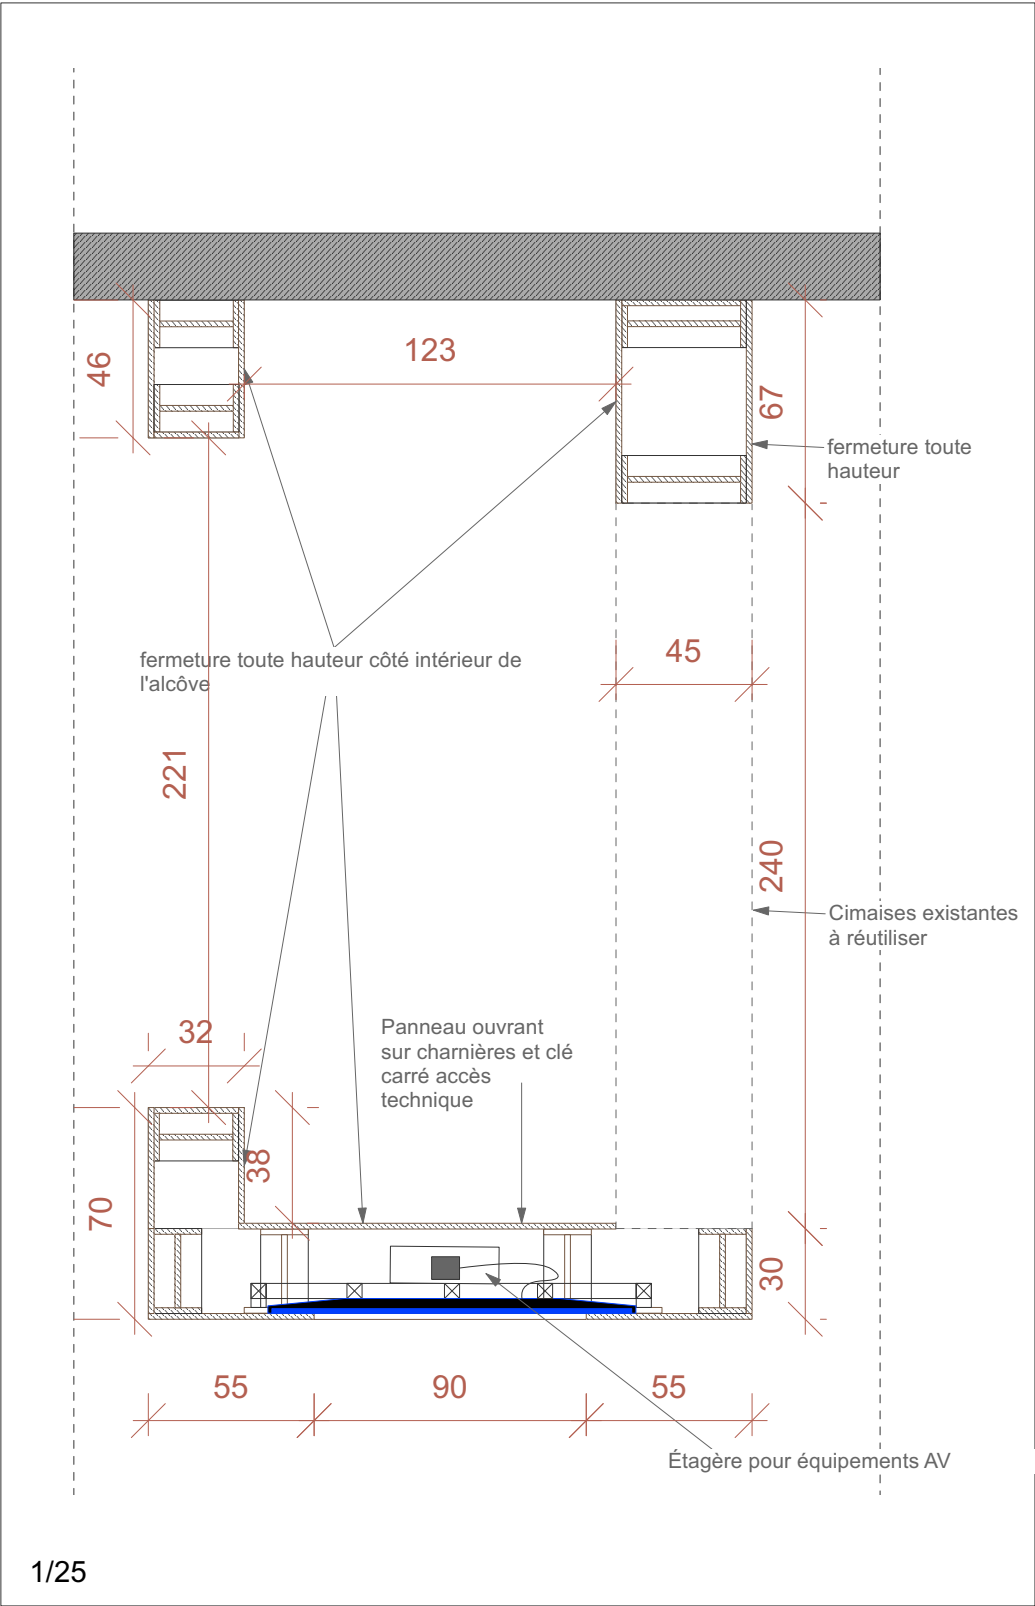 123
46
67
fermeture toute
hauteur
fermeture toute hauteur côté intérieur de
l'alcôve
45
221
240
Cimaises existantes
à réutiliser
32
Panneau ouvrant
sur charnières et clé
carré accès
technique
38
70
30
55
90
55
Étagère pour équipements AV
1/25